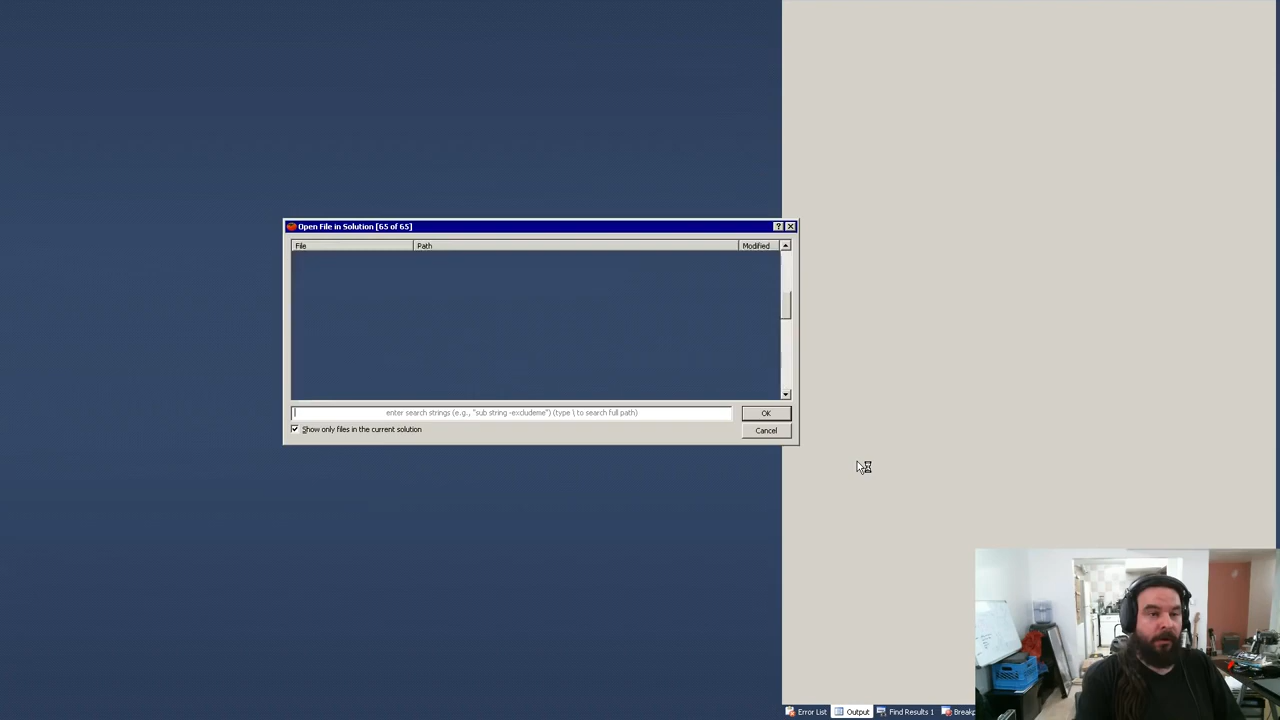 Open File in Solution [65 of 65]
File Path Modified
enter search strings (e.g., "sub string -excludeme") (type \ to search full path)
OK
Show only files in the current solution
Cancel
Error List Output Find Results 1 Breakp